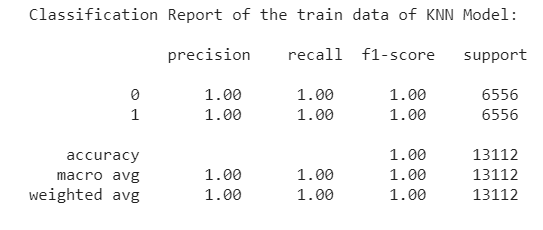 Classification Report of the train data of KNN Model:
precision recall f1-score support
0 1.00 1.00 1.00 6556
1 1.00 1.00 1.00 6556
accuracy 1.00 13112
macro avg 1.00 1.00 1.00 13112
weighted avg 1.00 1.00 1.00 13112